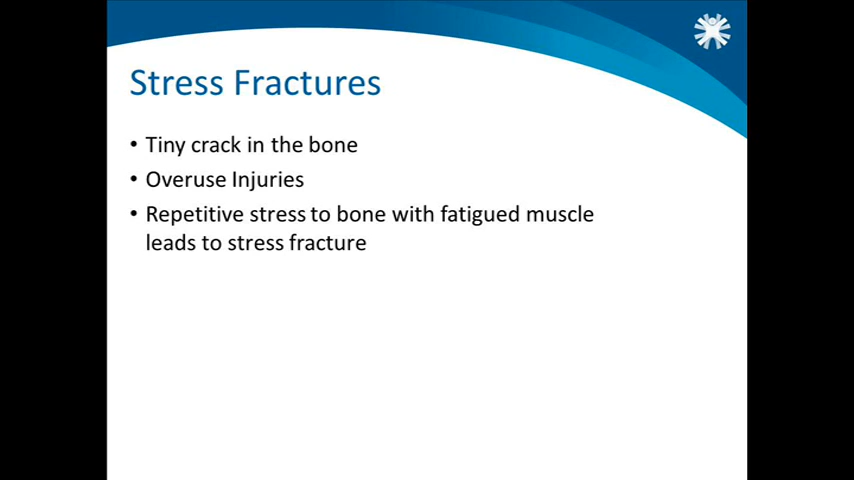 Stress Fractures
• Tiny crack in the bone
• Overuse Injuries
• Repetitive stress to bone with fatigued muscle
leads to stress fracture